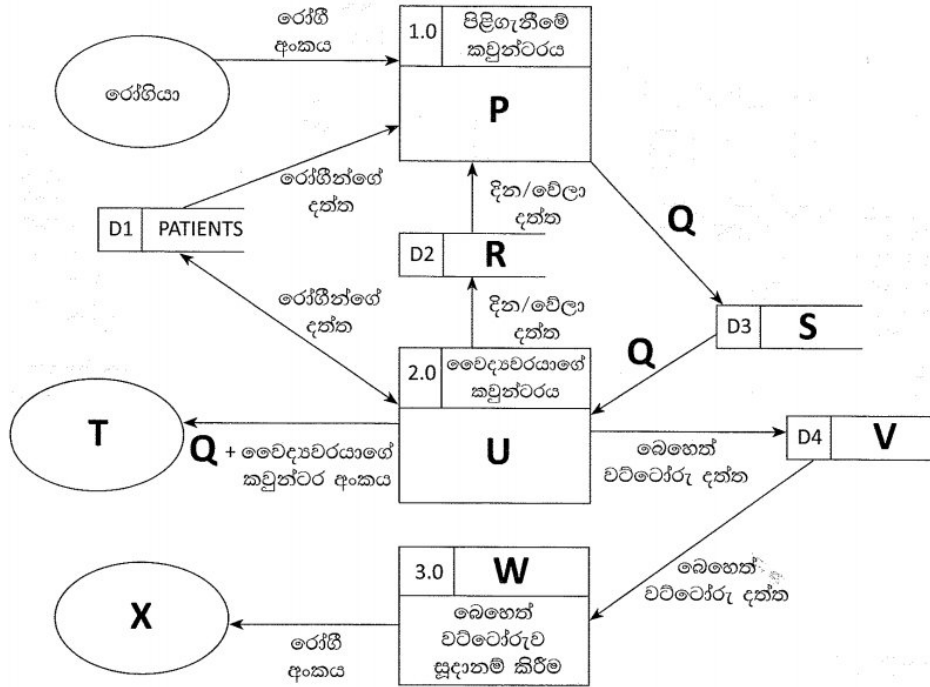 රෝගී
අංකය
රෝගියා
1.0
පිළිගැනීමේ
කවුන්ටරය
P
රෝගීන්ගේ
දත්ත
දින/වේලා
දත්ත
Q
D1 PATIENTS
D2 R
D3 S
රෝගීන්ගේ
දත්ත
දින/වේලා
දත්ත
Q
2.0
වෛද්‍යවරයාගේ
කවුන්ටරය
U
T
Q + වෛද්‍යවරයාගේ
කවුන්ටර අංකය
බෙහෙත්
වට්ටෝරු දත්ත
D4 V
බෙහෙත්
වට්ටෝරු දත්ත
3.0 W
බෙහෙත්
වට්ටෝරුව
සූදානම් කිරීම
X
රෝගී
අංකය